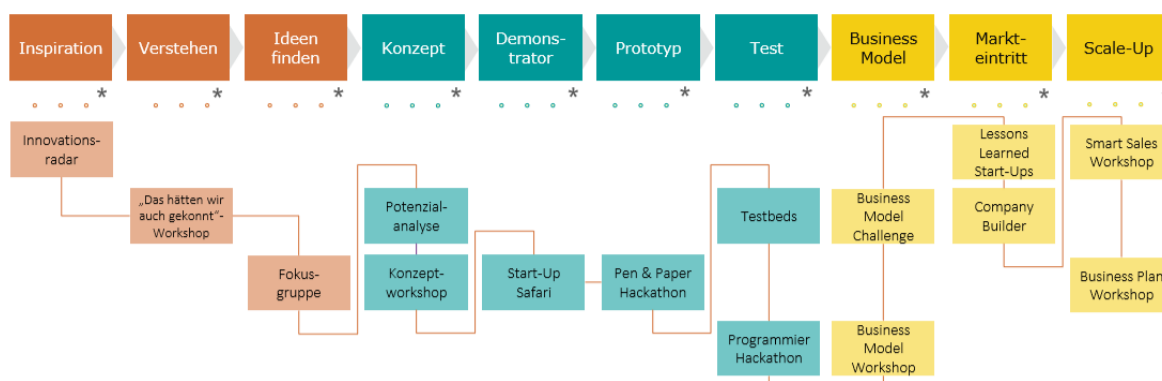 Inspiration
Verstehen
Ideen
finden
Konzept
Demons-
trator
Prototyp
Test
Business
Model
Markt-
eintritt
Scale-Up
*
*
*
*
*
*
*
*
*
Innovations-
radar
„Das hätten wir
auch gekonnt“-
Workshop
Fokus-
gruppe
Potenzial-
analyse
Konzept-
workshop
Start-Up
Safari
Pen & Paper
Hackathon
Testbeds
Programmier
Hackathon
Business
Model
Challenge
Business
Model
Workshop
Lessons
Learned
Start-Ups
Company
Builder
Smart Sales
Workshop
Business Plan
Workshop